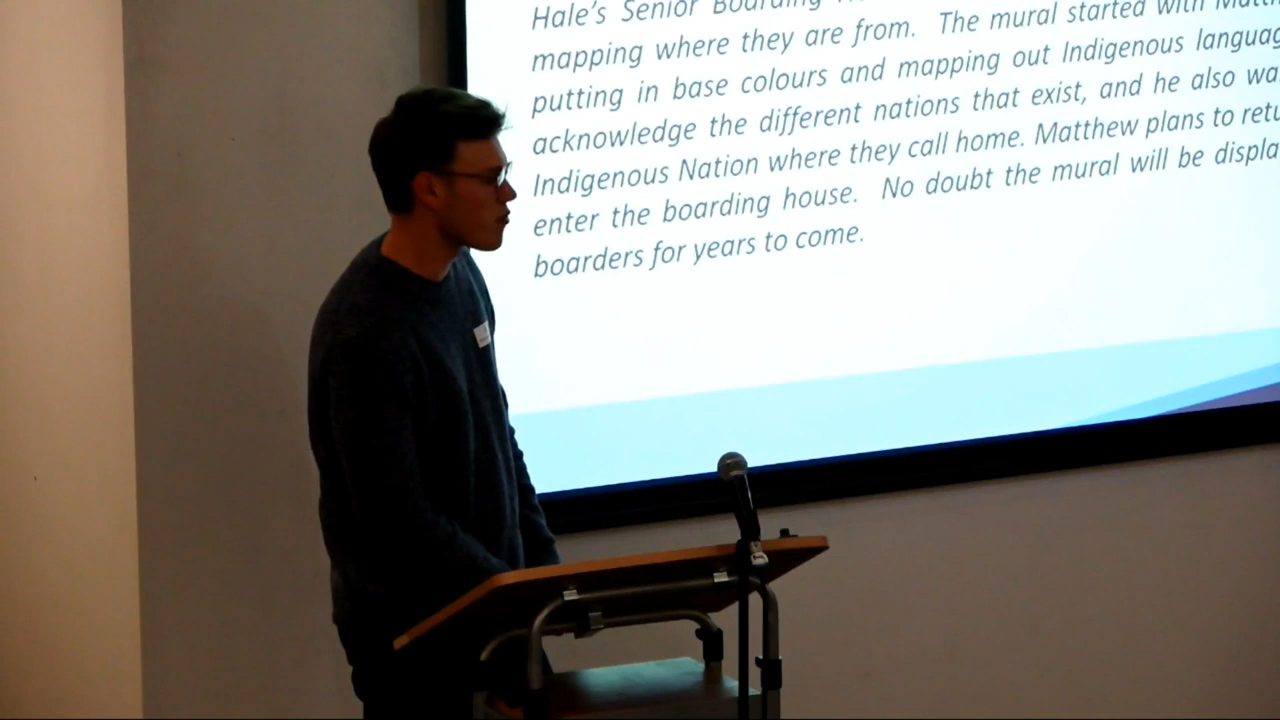 Hale's Senior Boarding
mapping where they are from. The mural started with
putting in base colours and mapping out Indigenous
acknowledge the different nations that exist, and he also
Indigenous Nation where they call home. Matthew plans to
enter the boarding house. No doubt the mural will be
boarders for years to come.